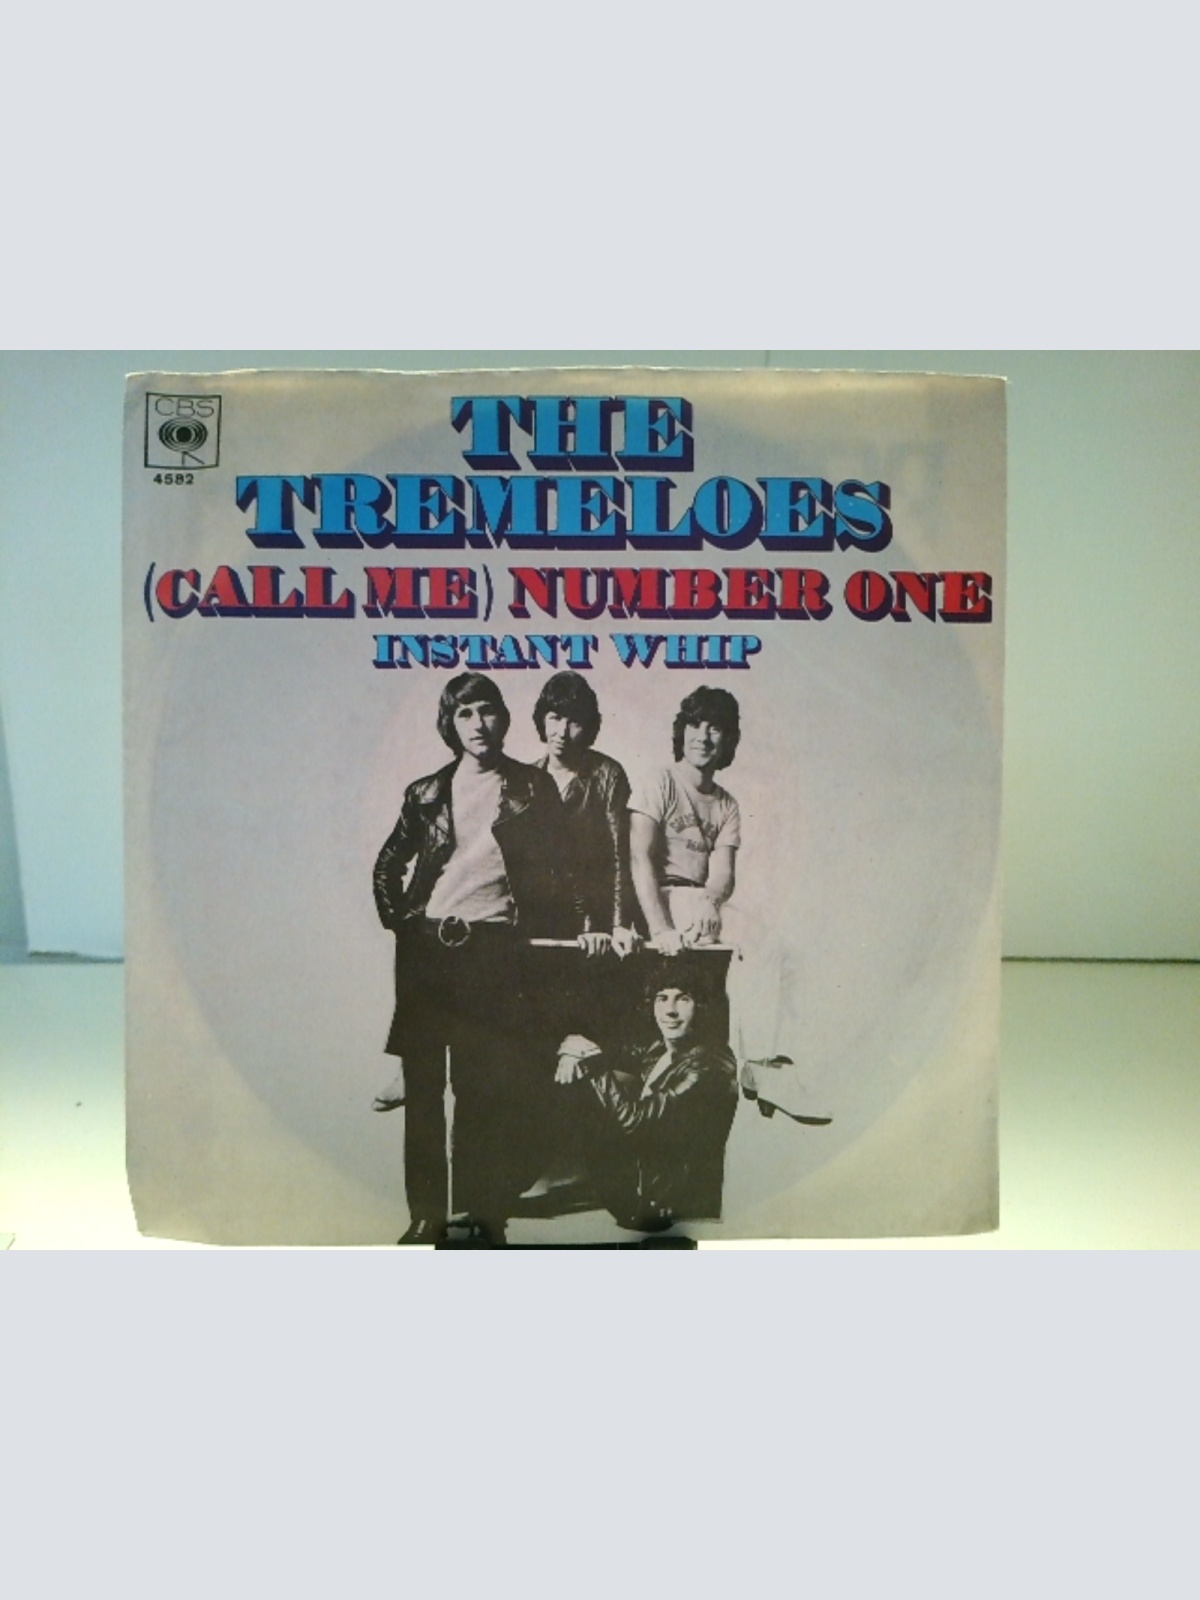 CBS
4582
THE
TREMELOES
(CALL ME) NUMBER ONE
INSTANT WHIP